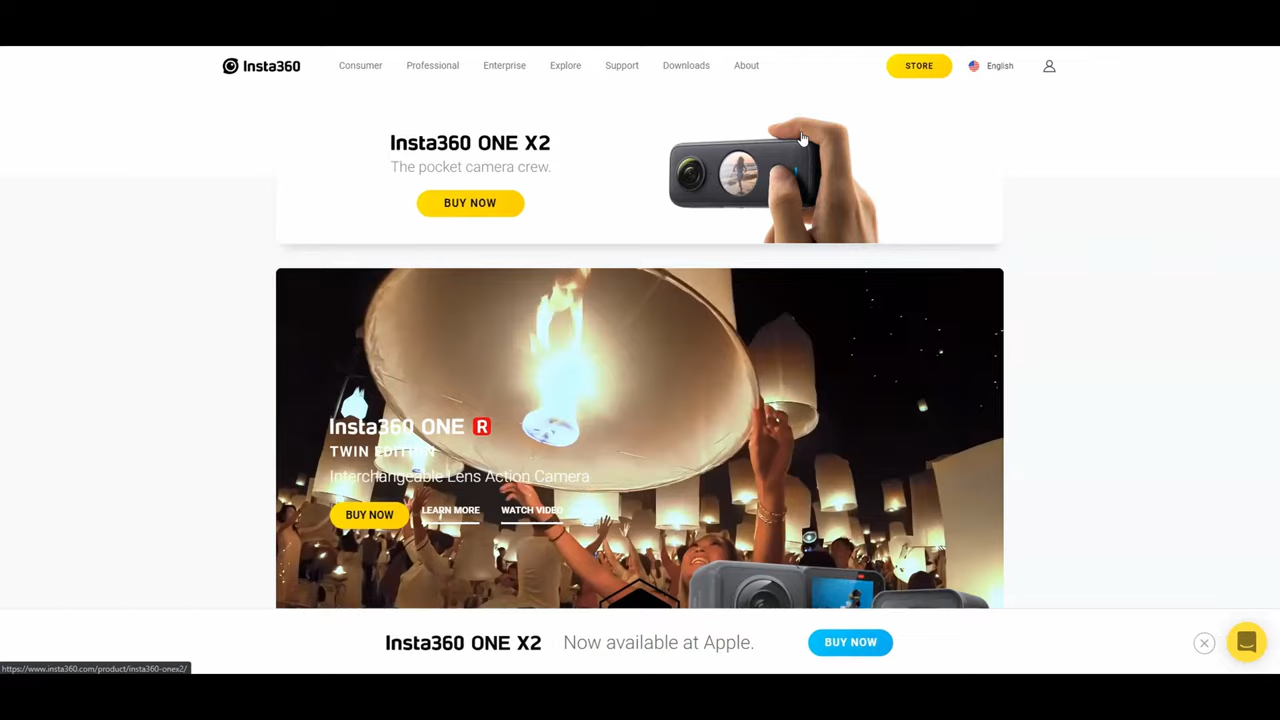 Insta360
Consumer
Professional
Enterprise
Explore
Support
Downloads
About
STORE
English
Insta360 ONE X2
The pocket camera crew.
BUY NOW
Insta360 ONE R
TWIN EDITION
Interchangeable Lens Action Camera
BUY NOW
LEARN MORE
WATCH VIDEO
Insta360 ONE X2
Now available at Apple.
BUY NOW
https://www.insta360.com/product/insta360-onex2/